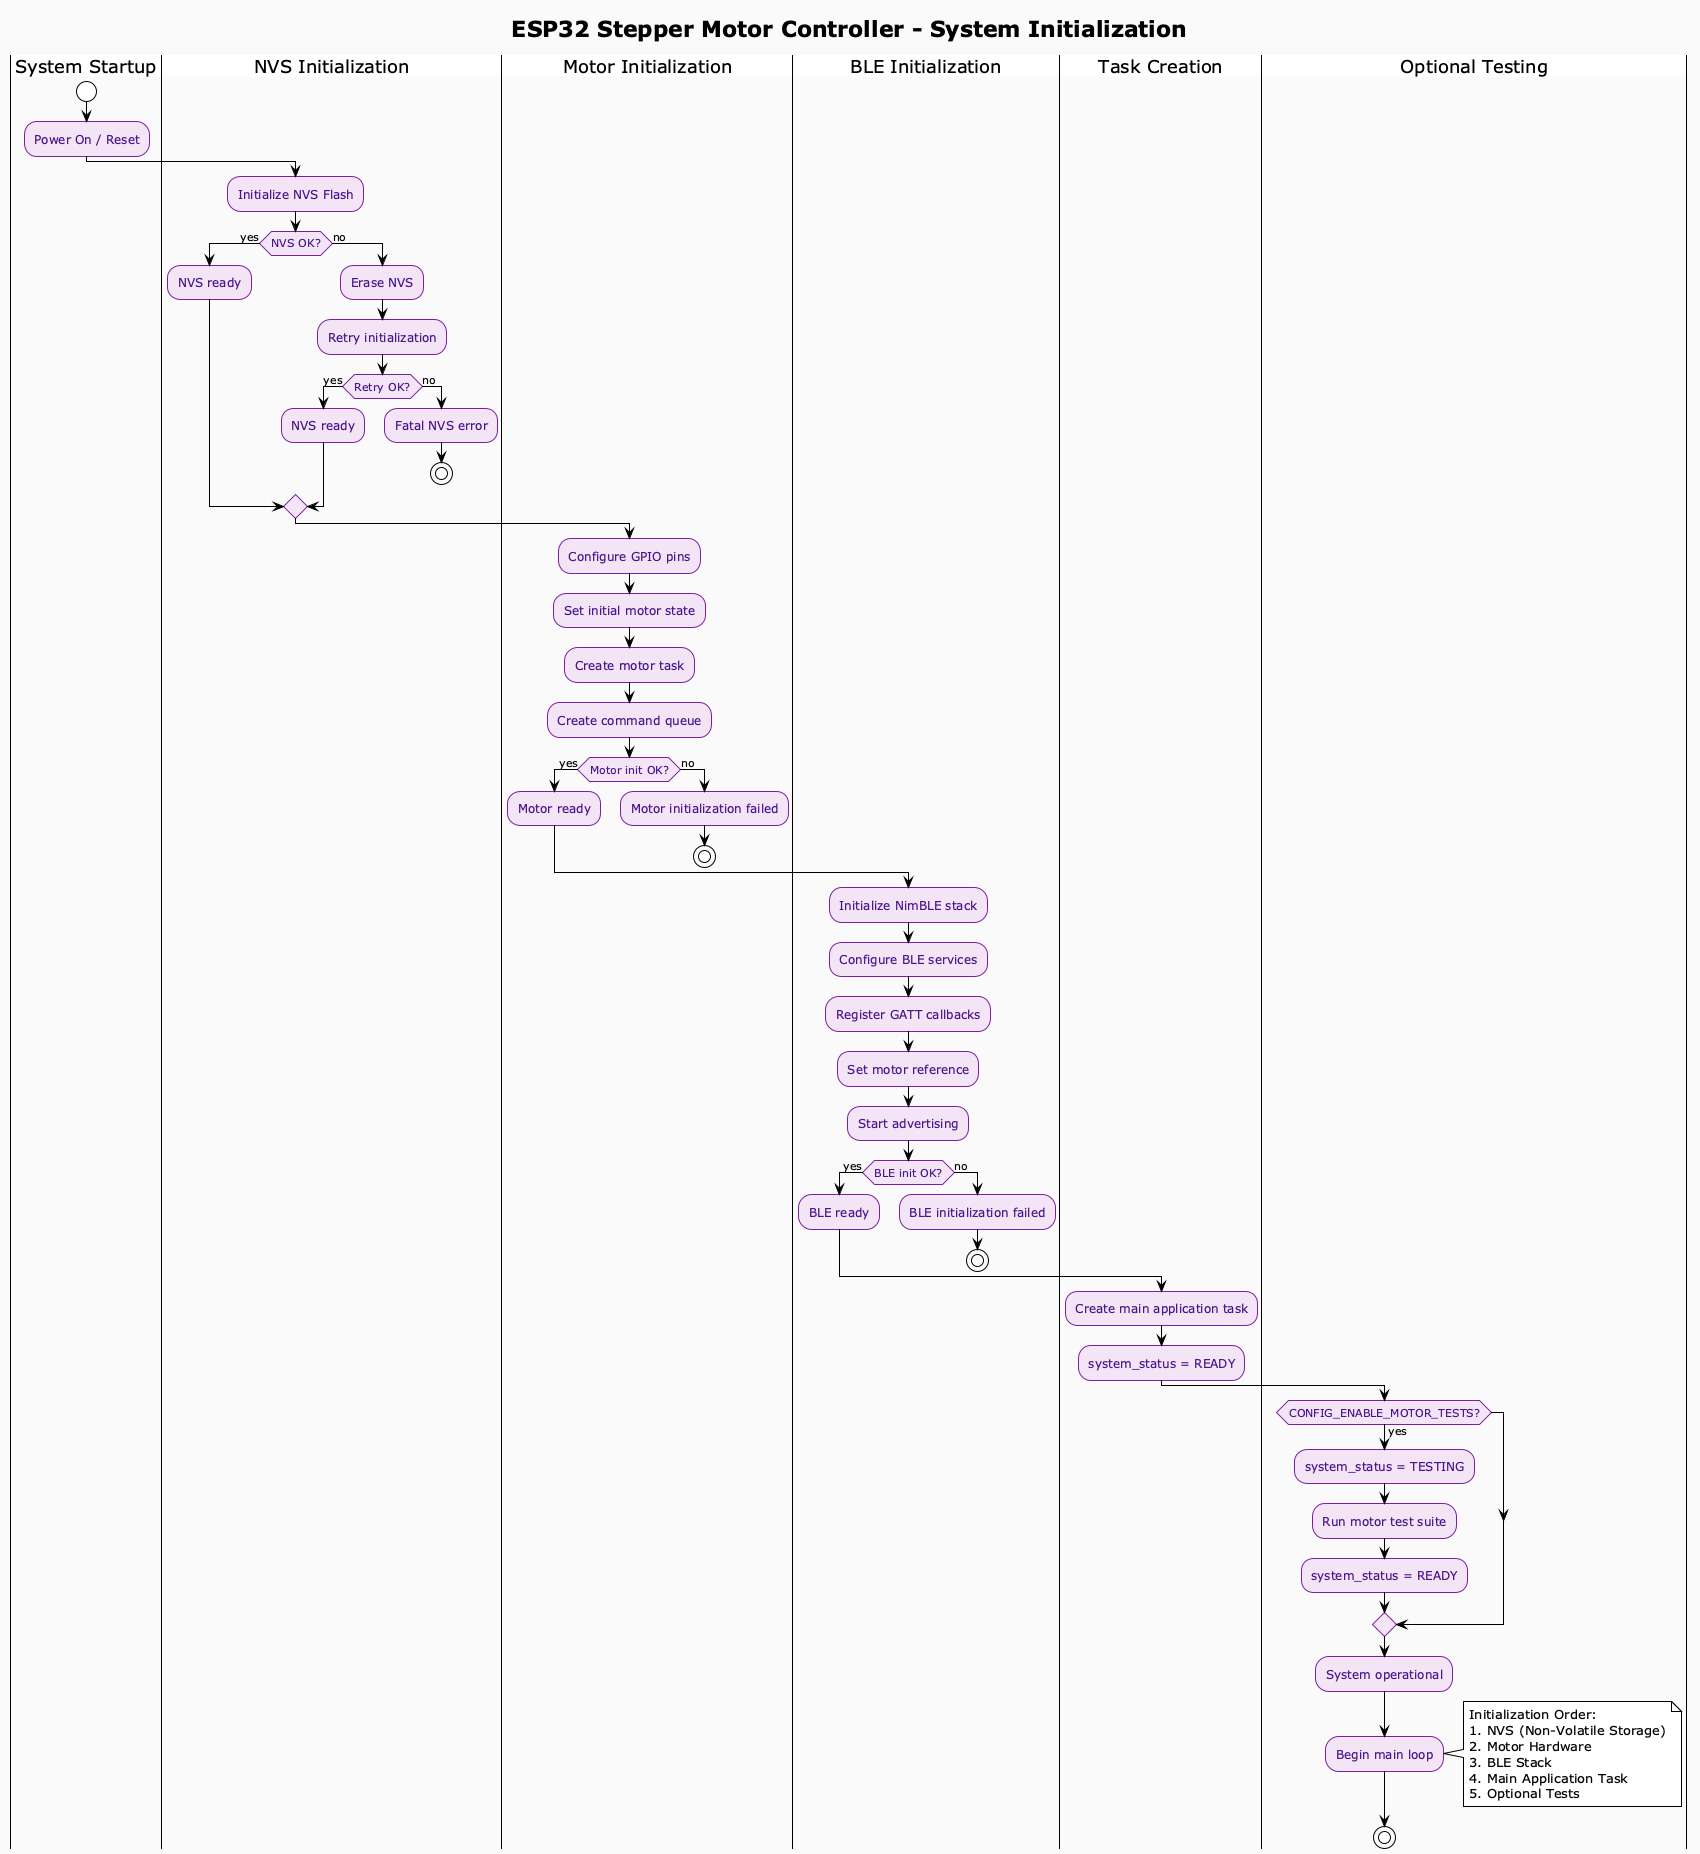 ESP32 Stepper Motor Controller - System Initialization
System Startup
NVS Initialization
Motor Initialization
BLE Initialization
Task Creation
Optional Testing
Power On / Reset
Initialize NVS Flash
yes
NVS OK?
no
NVS ready
Erase NVS
Retry initialization
yes
Retry OK?
no
NVS ready
Fatal NVS error
Configure GPIO pins
Set initial motor state
Create motor task
Create command queue
yes
Motor init OK?
no
Motor ready
Motor initialization failed
Initialize NimBLE stack
Configure BLE services
Register GATT callbacks
Set motor reference
Start advertising
yes
BLE init OK?
no
BLE ready
BLE initialization failed
Create main application task
system_status = READY
CONFIG_ENABLE_MOTOR_TESTS?
yes
system_status = TESTING
Run motor test suite
system_status = READY
System operational
Begin main loop
Initialization Order:
1. NVS (Non-Volatile Storage)
2. Motor Hardware
3. BLE Stack
4. Main Application Task
5. Optional Tests